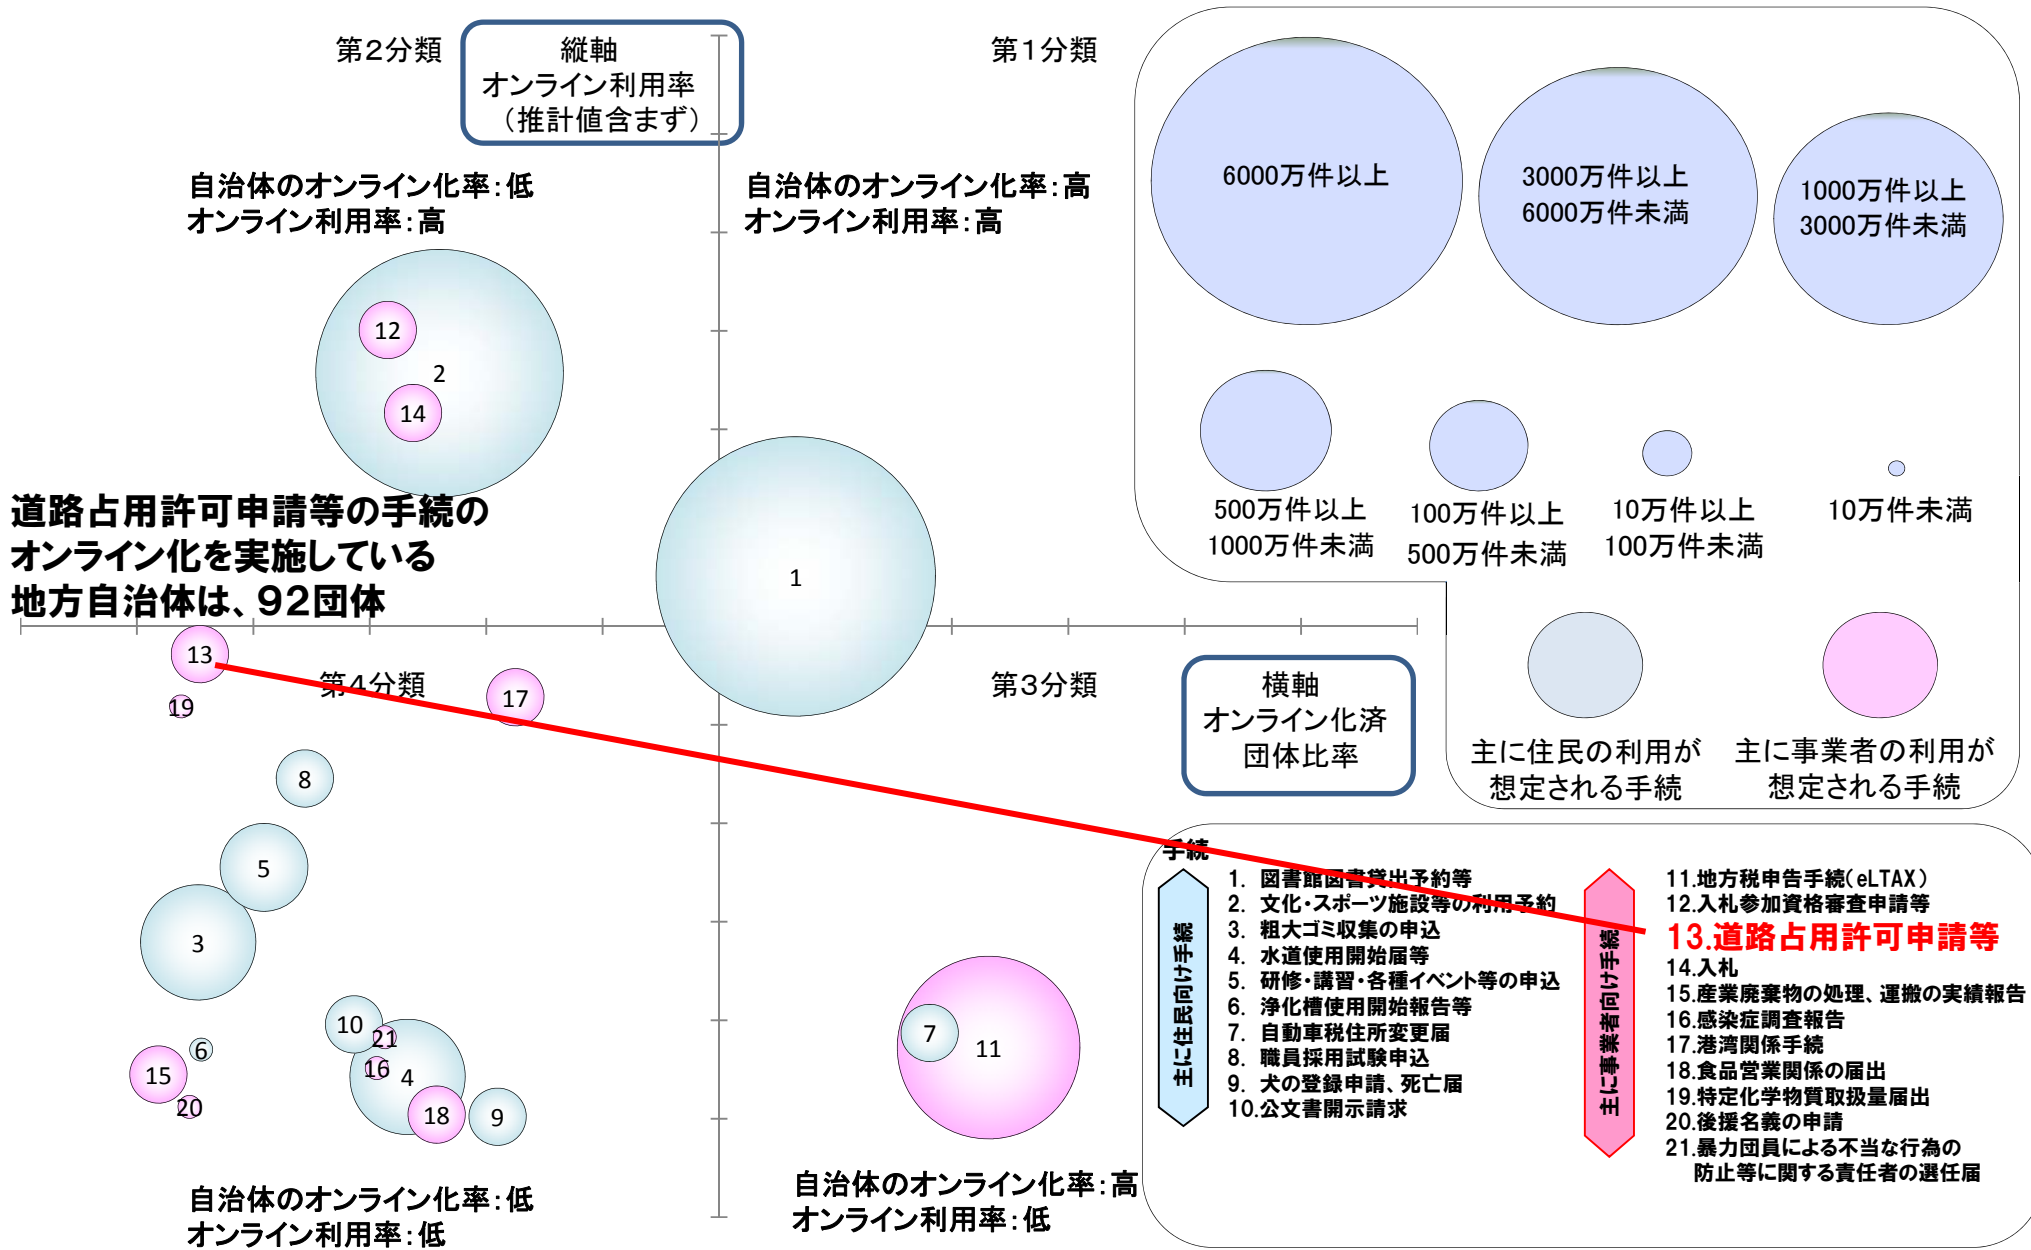 第2分類
縦軸
オンライン利用率
（推計値含まず）
第1分類
自治体のオンライン化率：低
オンライン利用率：高
自治体のオンライン化率：高
オンライン利用率：高
6000万件以上
3000万件以上
6000万件未満
1000万件以上
3000万件未満
500万件以上
1000万件未満
100万件以上
500万件未満
10万件以上
100万件未満
10万件未満
主に住民の利用が
想定される手続
主に事業者の利用が
想定される手続
12
2
14
1
道路占用許可申請等の手続の
オンライン化を実施している
地方自治体は、92団体
13
19
第4分類
17
第3分類
横軸
オンライン化済
団体比率
8
5
3
10
21
6
16
4
15
20
18
9
7
11
自治体のオンライン化率：低
オンライン利用率：低
自治体のオンライン化率：高
オンライン利用率：低
手続
主に住民向け手続
1. 図書館図書貸出予約等
2. 文化・スポーツ施設等の利用予約
3. 粗大ゴミ収集の申込
4. 水道使用開始届等
5. 研修・講習・各種イベント等の申込
6. 浄化槽使用開始報告等
7. 自動車税住所変更届
8. 職員採用試験申込
9. 犬の登録申請、死亡届
10.公文書開示請求
主に事業者向け手続
11.地方税申告手続（eLTAX）
12.入札参加資格審査申請等
13.道路占用許可申請等
14.入札
15.産業廃棄物の処理、運搬の実績報告
16.感染症調査報告
17.港湾関係手続
18.食品営業関係の届出
19.特定化学物質取扱量届出
20.後援名義の申請
21.暴力団員による不当な行為の
防止等に関する責任者の選任届